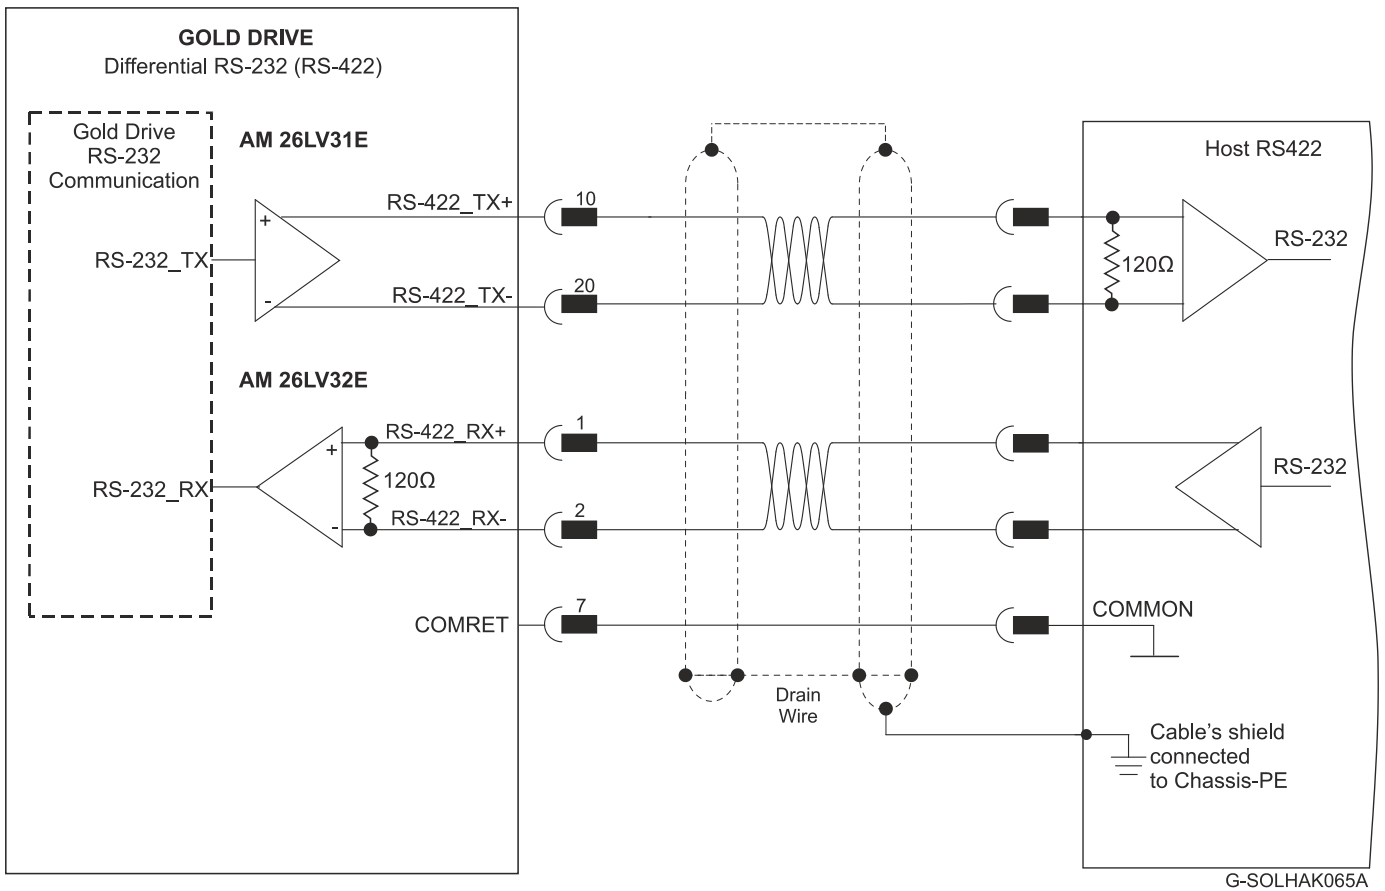 GOLD DRIVE
Differential RS-232 (RS-422)
Gold Drive
RS-232
Communication
AM 26LV31E
RS-422_TX+
10
+
RS-232_TX
-
RS-422_TX-
20
Host RS422
RS-232
120Ω
AM 26LV32E
RS-422_RX+
1
+
RS-232_RX
120Ω
-
RS-422_RX-
2
RS-232
COMRET
7
COMMON
Drain
Wire
Cable's shield
connected
to Chassis-PE
G-SOLHAK065A